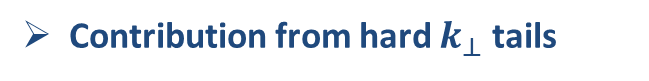 ➢ Contribution from hard k⊥ tails